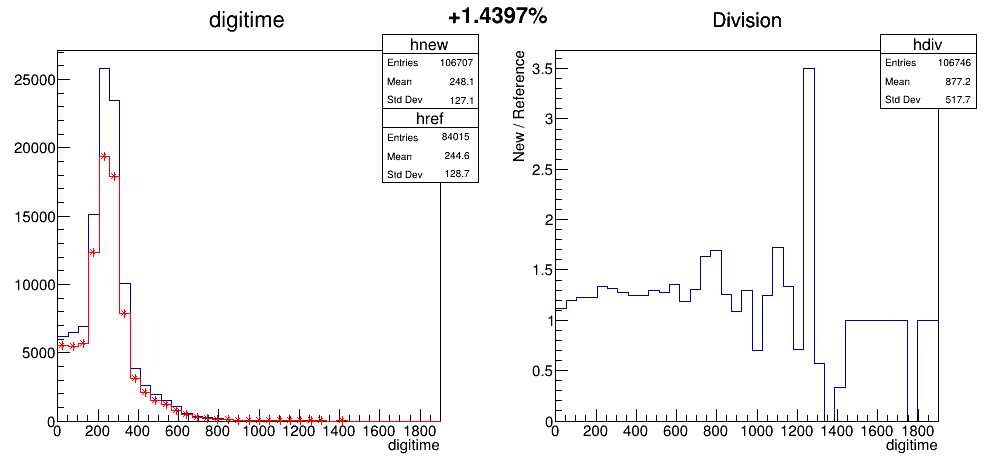 +1.4397%
digitime
hnew
Entries 106707
Mean 248.1
Std Dev 127.1
href
Entries 84015
Mean 244.6
Std Dev 128.7
25000
20000
15000
10000
5000
0
0 200 400 600 800 1000 1200 1400 1600 1800
digitime
Division
hdiv
Entries 106746
Mean 877.2
Std Dev 517.7
New / Reference
3.5
3
2.5
2
1.5
1
0.5
0
0 200 400 600 800 1000 1200 1400 1600 1800
digitime